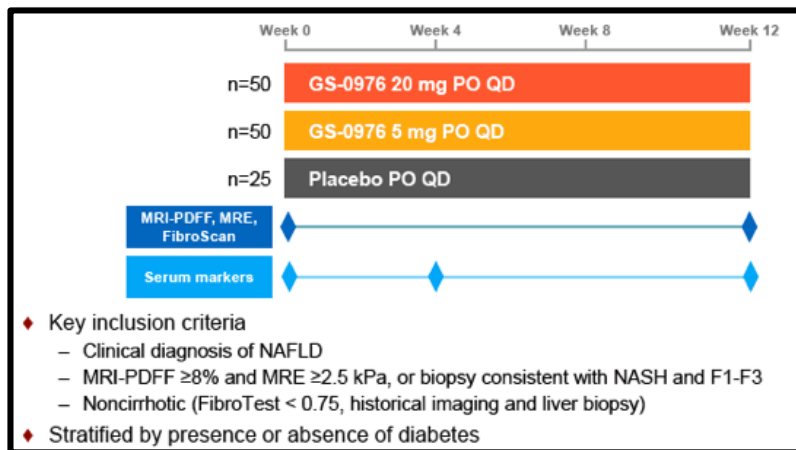 Week 0 Week 4 Week 8 Week 12
n=50 GS-0976 20 mg PO QD
n=50 GS-0976 5 mg PO QD
n=25 Placebo PO QD
MRI-PDFF, MRE,
FibroScan
Serum markers
♦ Key inclusion criteria
– Clinical diagnosis of NAFLD
– MRI-PDFF ≥8% and MRE ≥2.5 kPa, or biopsy consistent with NASH and F1-F3
– Noncirrhotic (FibroTest < 0.75, historical imaging and liver biopsy)
♦ Stratified by presence or absence of diabetes